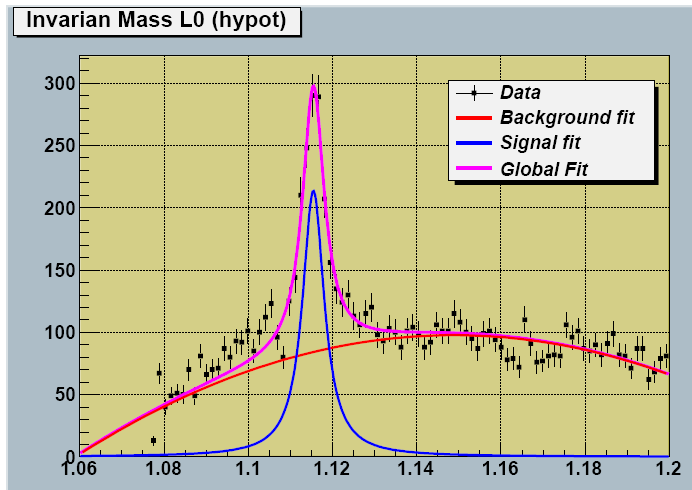 Invarian Mass L0 (hypot)
300
250
200
150
100
50
0
Data
Background fit
Signal fit
Global Fit
1.06 1.08 1.1 1.12 1.14 1.16 1.18 1.2